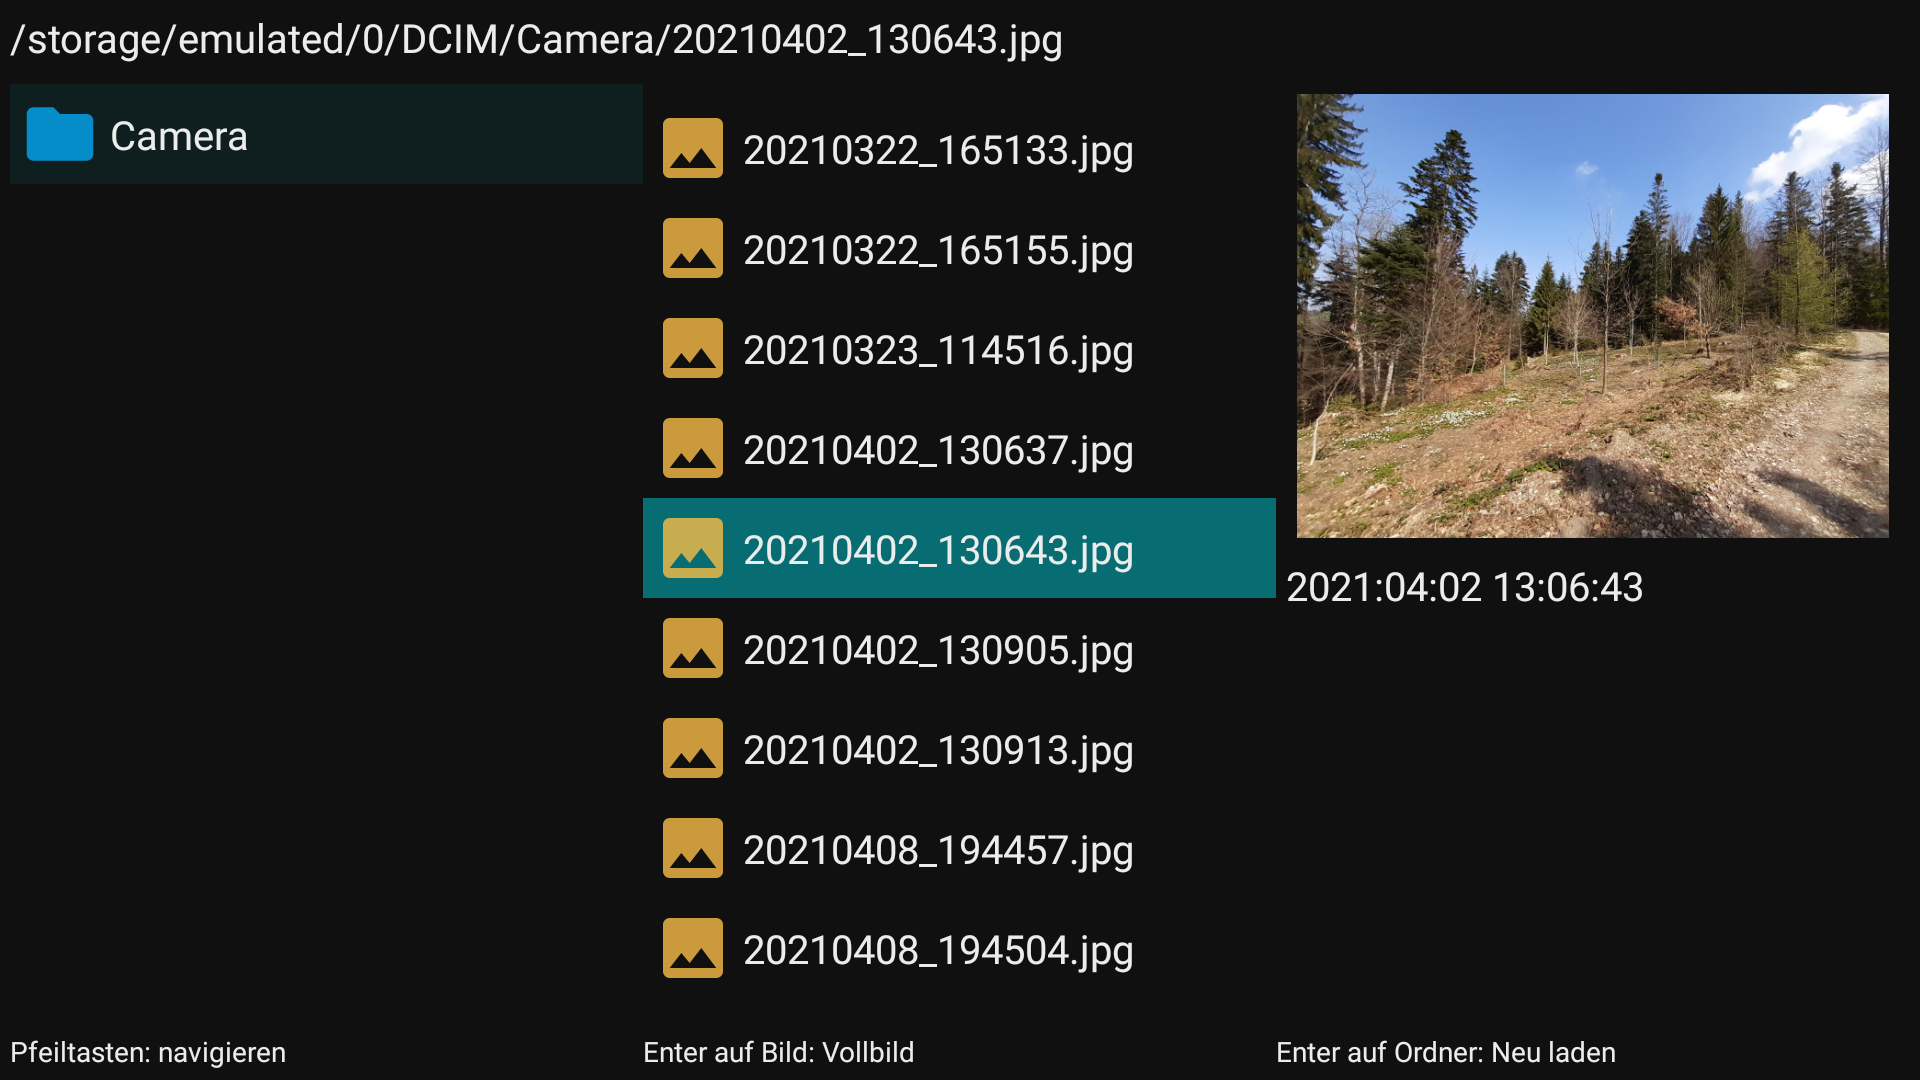 /storage/emulated/0/DCIM/Camera/20210402_130643.jpg
Camera
20210322_165133.jpg
20210322_165155.jpg
20210323_114516.jpg
20210402_130637.jpg
20210402_130643.jpg
20210402_130905.jpg
20210402_130913.jpg
20210408_194457.jpg
20210408_194504.jpg
2021:04:02 13:06:43
Pfeiltasten: navigieren
Enter auf Bild: Vollbild
Enter auf Ordner: Neu laden